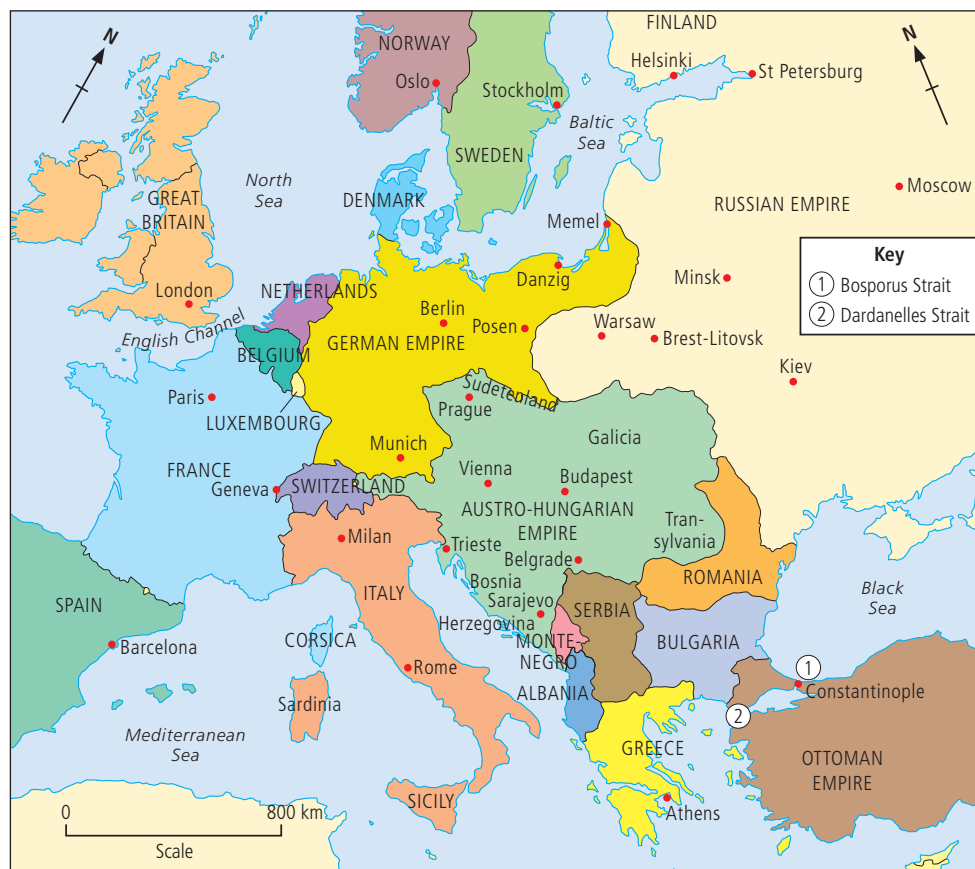 N
NORWAY
Oslo
Stockholm
SWEDEN
FINLAND
Helsinki
St Petersburg
N
Baltic
Sea
North
Sea
DENMARK
GREAT
BRITAIN
London
Moscow
RUSSIAN EMPIRE
Memel
Danzig
Minsk
Key
1 Bosporus Strait
2 Dardanelles Strait
NETHERLANDS
English Channel
BELGIUM
Berlin
Posen
GERMAN EMPIRE
Warsaw
Brest-Litovsk
Kiev
Paris
LUXEMBOURG
Sudetenland
Prague
Galicia
Munich
FRANCE
Geneva
SWITZERLAND
Vienna
Budapest
AUSTRO-HUNGARIAN
EMPIRE
Tran-
sylvania
Milan
Trieste
Belgrade
ROMANIA
Black
Sea
SPAIN
Barcelona
ITALY
Bosnia
Sarajevo
Herzegovina
SERBIA
CORSICA
MONTE-
NEGRO
BULGARIA
Rome
ALBANIA
1
Constantinople
2
Sardinia
Mediterranean
Sea
GREECE
OTTOMAN
EMPIRE
SICILY
Athens
0
800 km
Scale